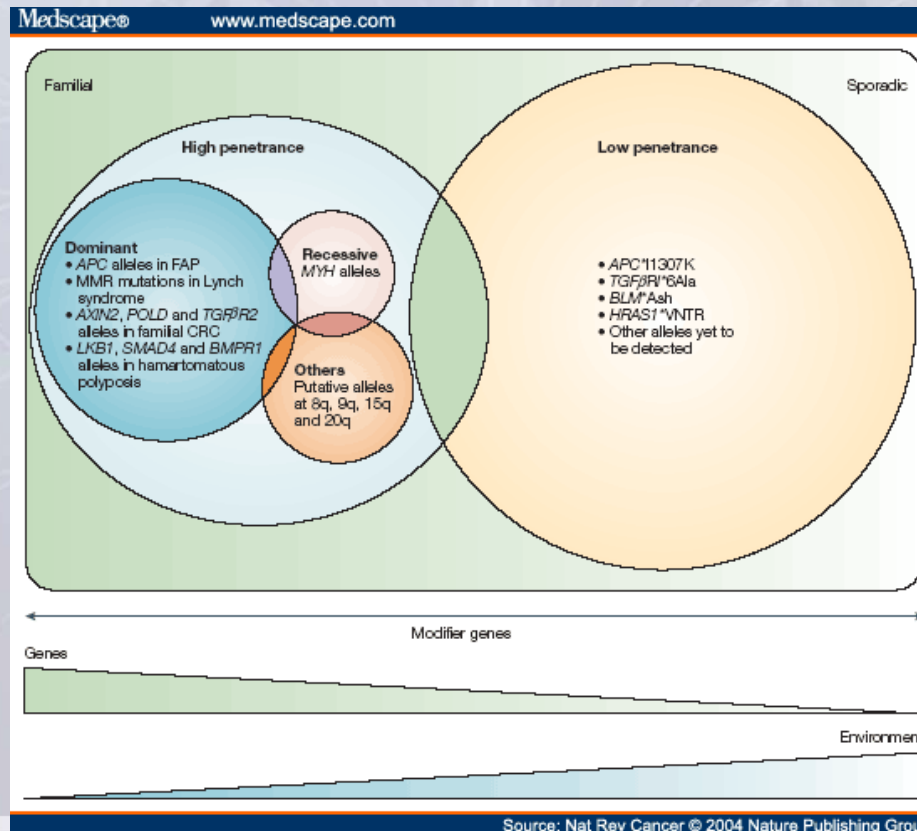 Medscape® www.medscape.com
Familial
Sporadic
High penetrance
Low penetrance
Dominant
• APC alleles in FAP
• MMR mutations in Lynch
syndrome
• AXIN2, POLD and TGFβR2
alleles in familial CRC
• LKB1, SMAD4 and BMPR1
alleles in hamartomatous
polyposis
Recessive
MYH alleles
Others
Putative alleles
at 8q, 9q, 15q
and 20q
• APC*I1307K
• TGFβRI*6Ala
• BLM*Ash
• HRAS1*VNTR
• Other alleles yet to
be detected
Modifier genes
Genes
Environmen
Source: Nat Rev Cancer © 2004 Nature Publishing Grou